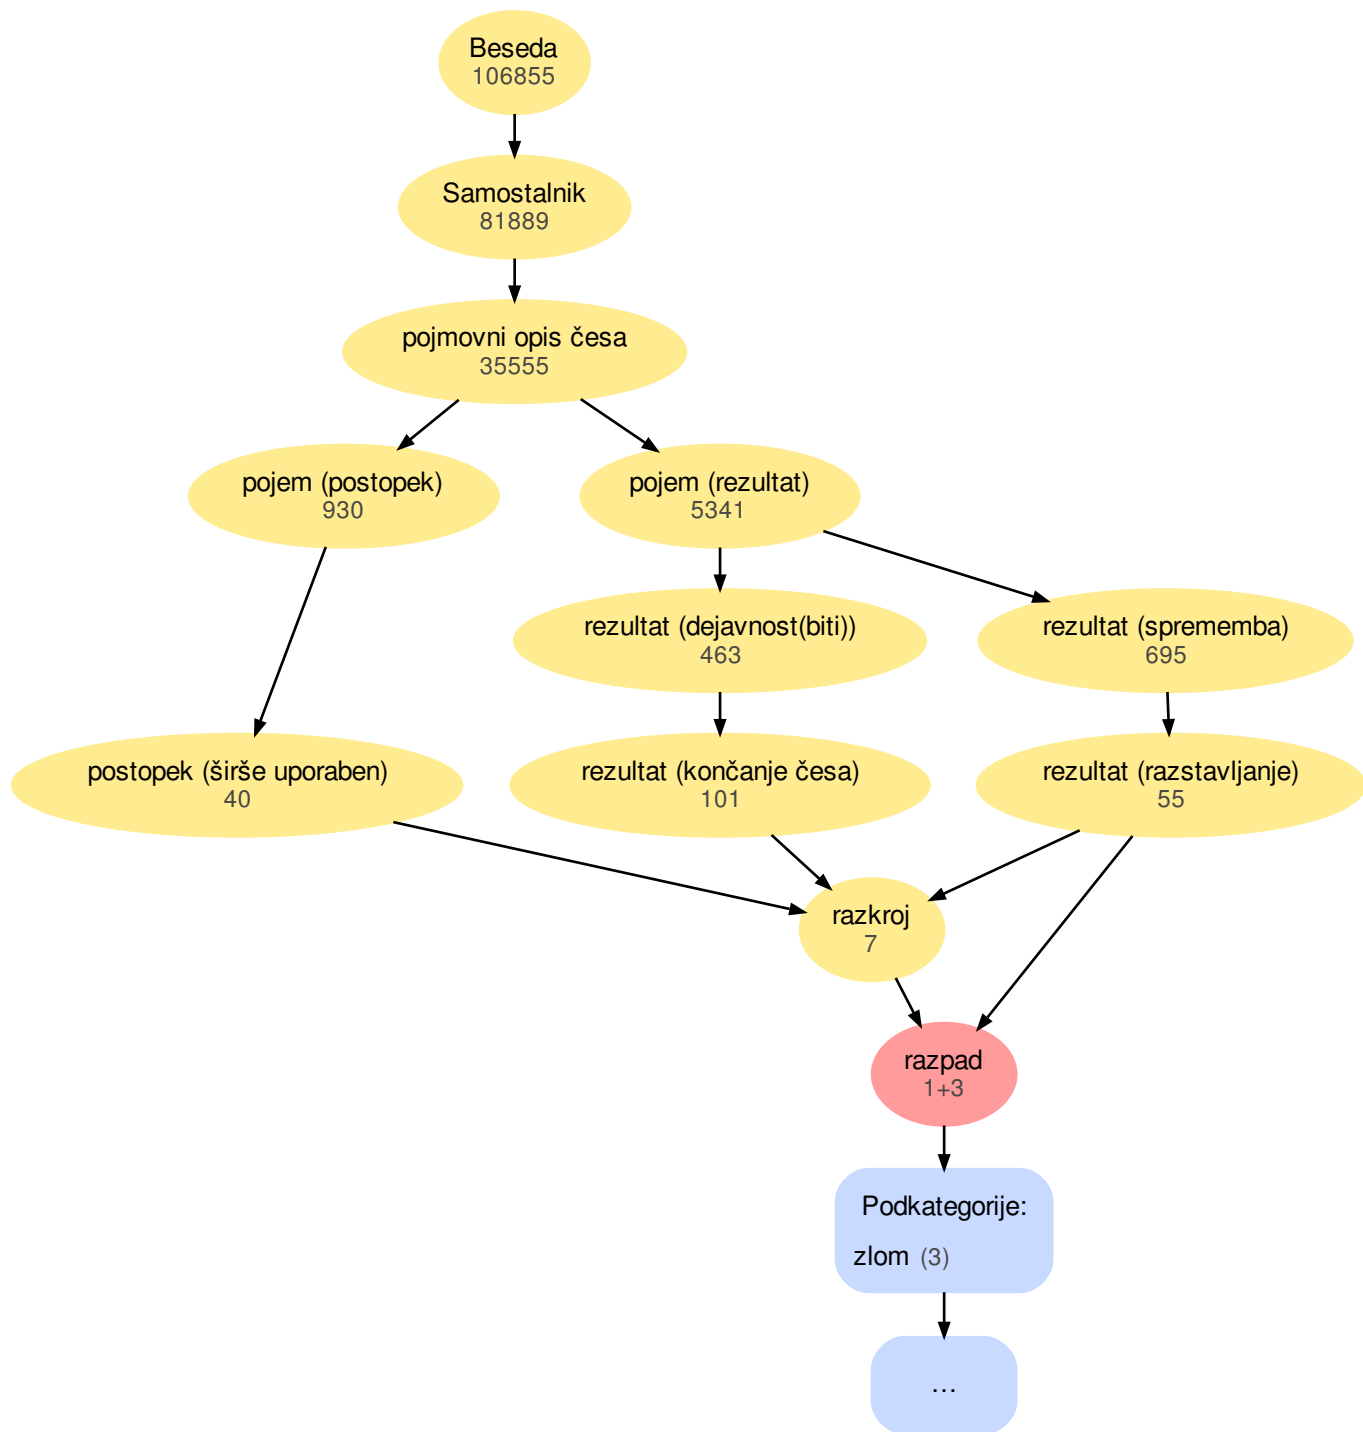 Beseda
106855
Samostalnik
81889
pojmovni opis česa
35555
pojem (postopek)
930
pojem (rezultat)
5341
rezultat (dejavnost(biti))
463
rezultat (sprememba)
695
postopek (širše uporaben)
40
rezultat (končanje česa)
101
rezultat (razstavljanje)
55
razkroj
7
razpad
1+3
Podkategorije:
zlom (3)
...